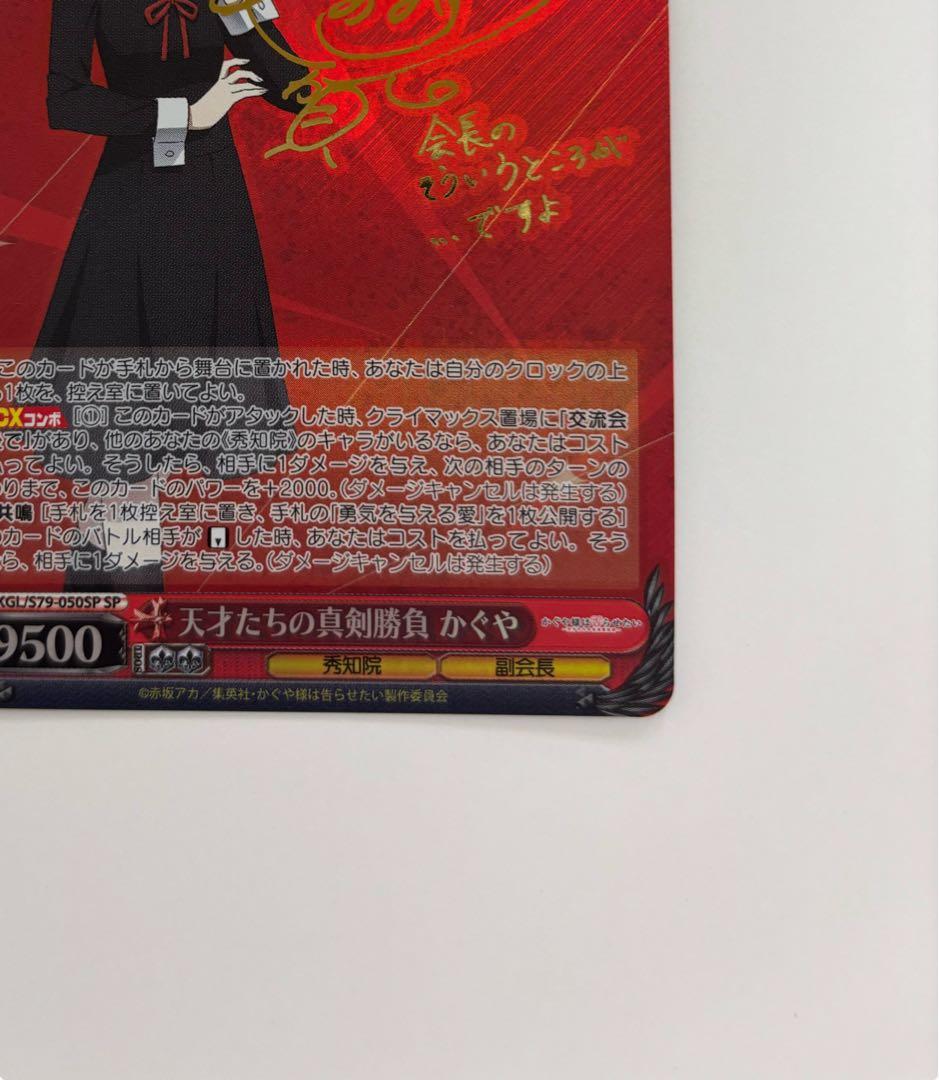 会長の
そういうところが
…ですよ
このカードが手札から舞台に置かれた時、あなたは自分のクロックの上
1枚を、控え室に置いてよい。
CXコンボ [①] このカードがアタックした時、クライマックス置場に「交流会
で」があり、他のあなたの《秀知院》のキャラがいるなら、あなたはコスト
ってよい。そうしたら、相手に1ダメージを与え、次の相手のターンの
りまで、このカードのパワーを+2000。(ダメージキャンセルは発生する)
共鳴 [手札を1枚控え室に置き、手札の「勇気を与える愛」を1枚公開する]
カードのバトル相手が した時、あなたはコストを払ってよい。そう
ら、相手に1ダメージを与える。(ダメージキャンセルは発生する)
KGL/S79-050SP SP
天才たちの真剣勝負 かぐや
かぐや様は告らせたい
9500
SOUL
秀知院
副会長
©赤坂アカ/集英社・かぐや様は告らせたい製作委員会